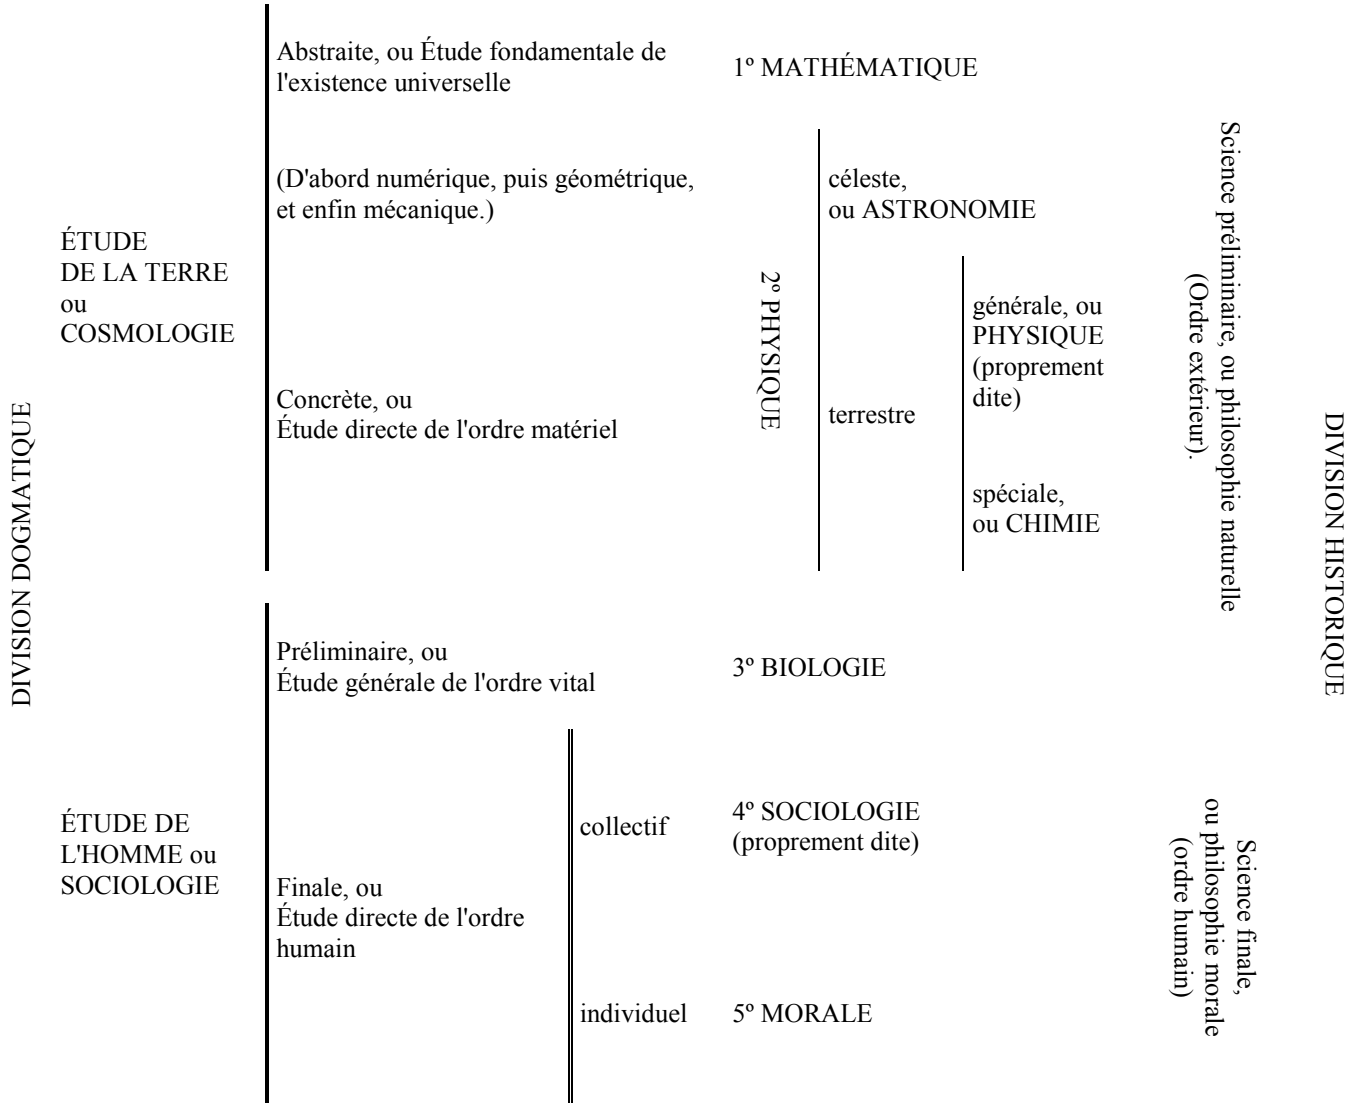 DIVISION DOGMATIQUE
ÉTUDE
DE LA TERRE
ou
COSMOLOGIE
Abstraite, ou Étude fondamentale de
l'existence universelle
1º MATHÉMATIQUE
(D'abord numérique, puis géométrique,
et enfin mécanique.)
Concrète, ou
Étude directe de l'ordre matériel
2º PHYSIQUE
céleste,
ou ASTRONOMIE
terrestre
générale, ou
PHYSIQUE
(proprement
dite)
spéciale,
ou CHIMIE
Science préliminaire, ou philosophie naturelle
(Ordre extérieur).
ÉTUDE DE
L'HOMME ou
SOCIOLOGIE
Préliminaire, ou
Étude générale de l'ordre vital
3º BIOLOGIE
Finale, ou
Étude directe de l'ordre
humain
collectif
4º SOCIOLOGIE
(proprement dite)
individuel
5º MORALE
Science finale,
ou philosophie morale
(ordre humain)
DIVISION HISTORIQUE